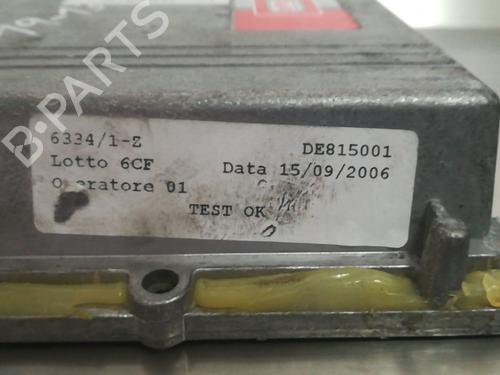 B-PARTS
6334/1-Z DE815001
Lotto 6CF Data 15/09/2006
Operatore 01
TEST OK